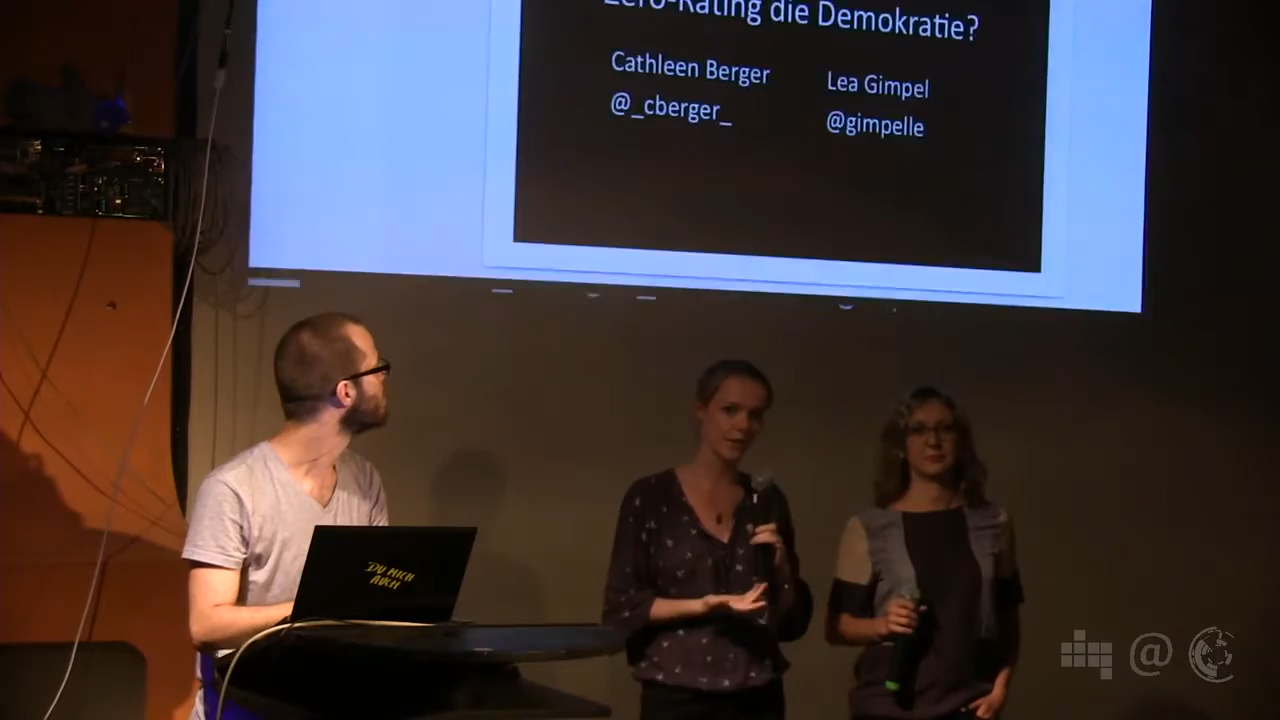 Zero-Rating die Demokratie?
Cathleen Berger
@_cberger_
Lea Gimpel
@gimpelle
DU MICH
AUCH
@